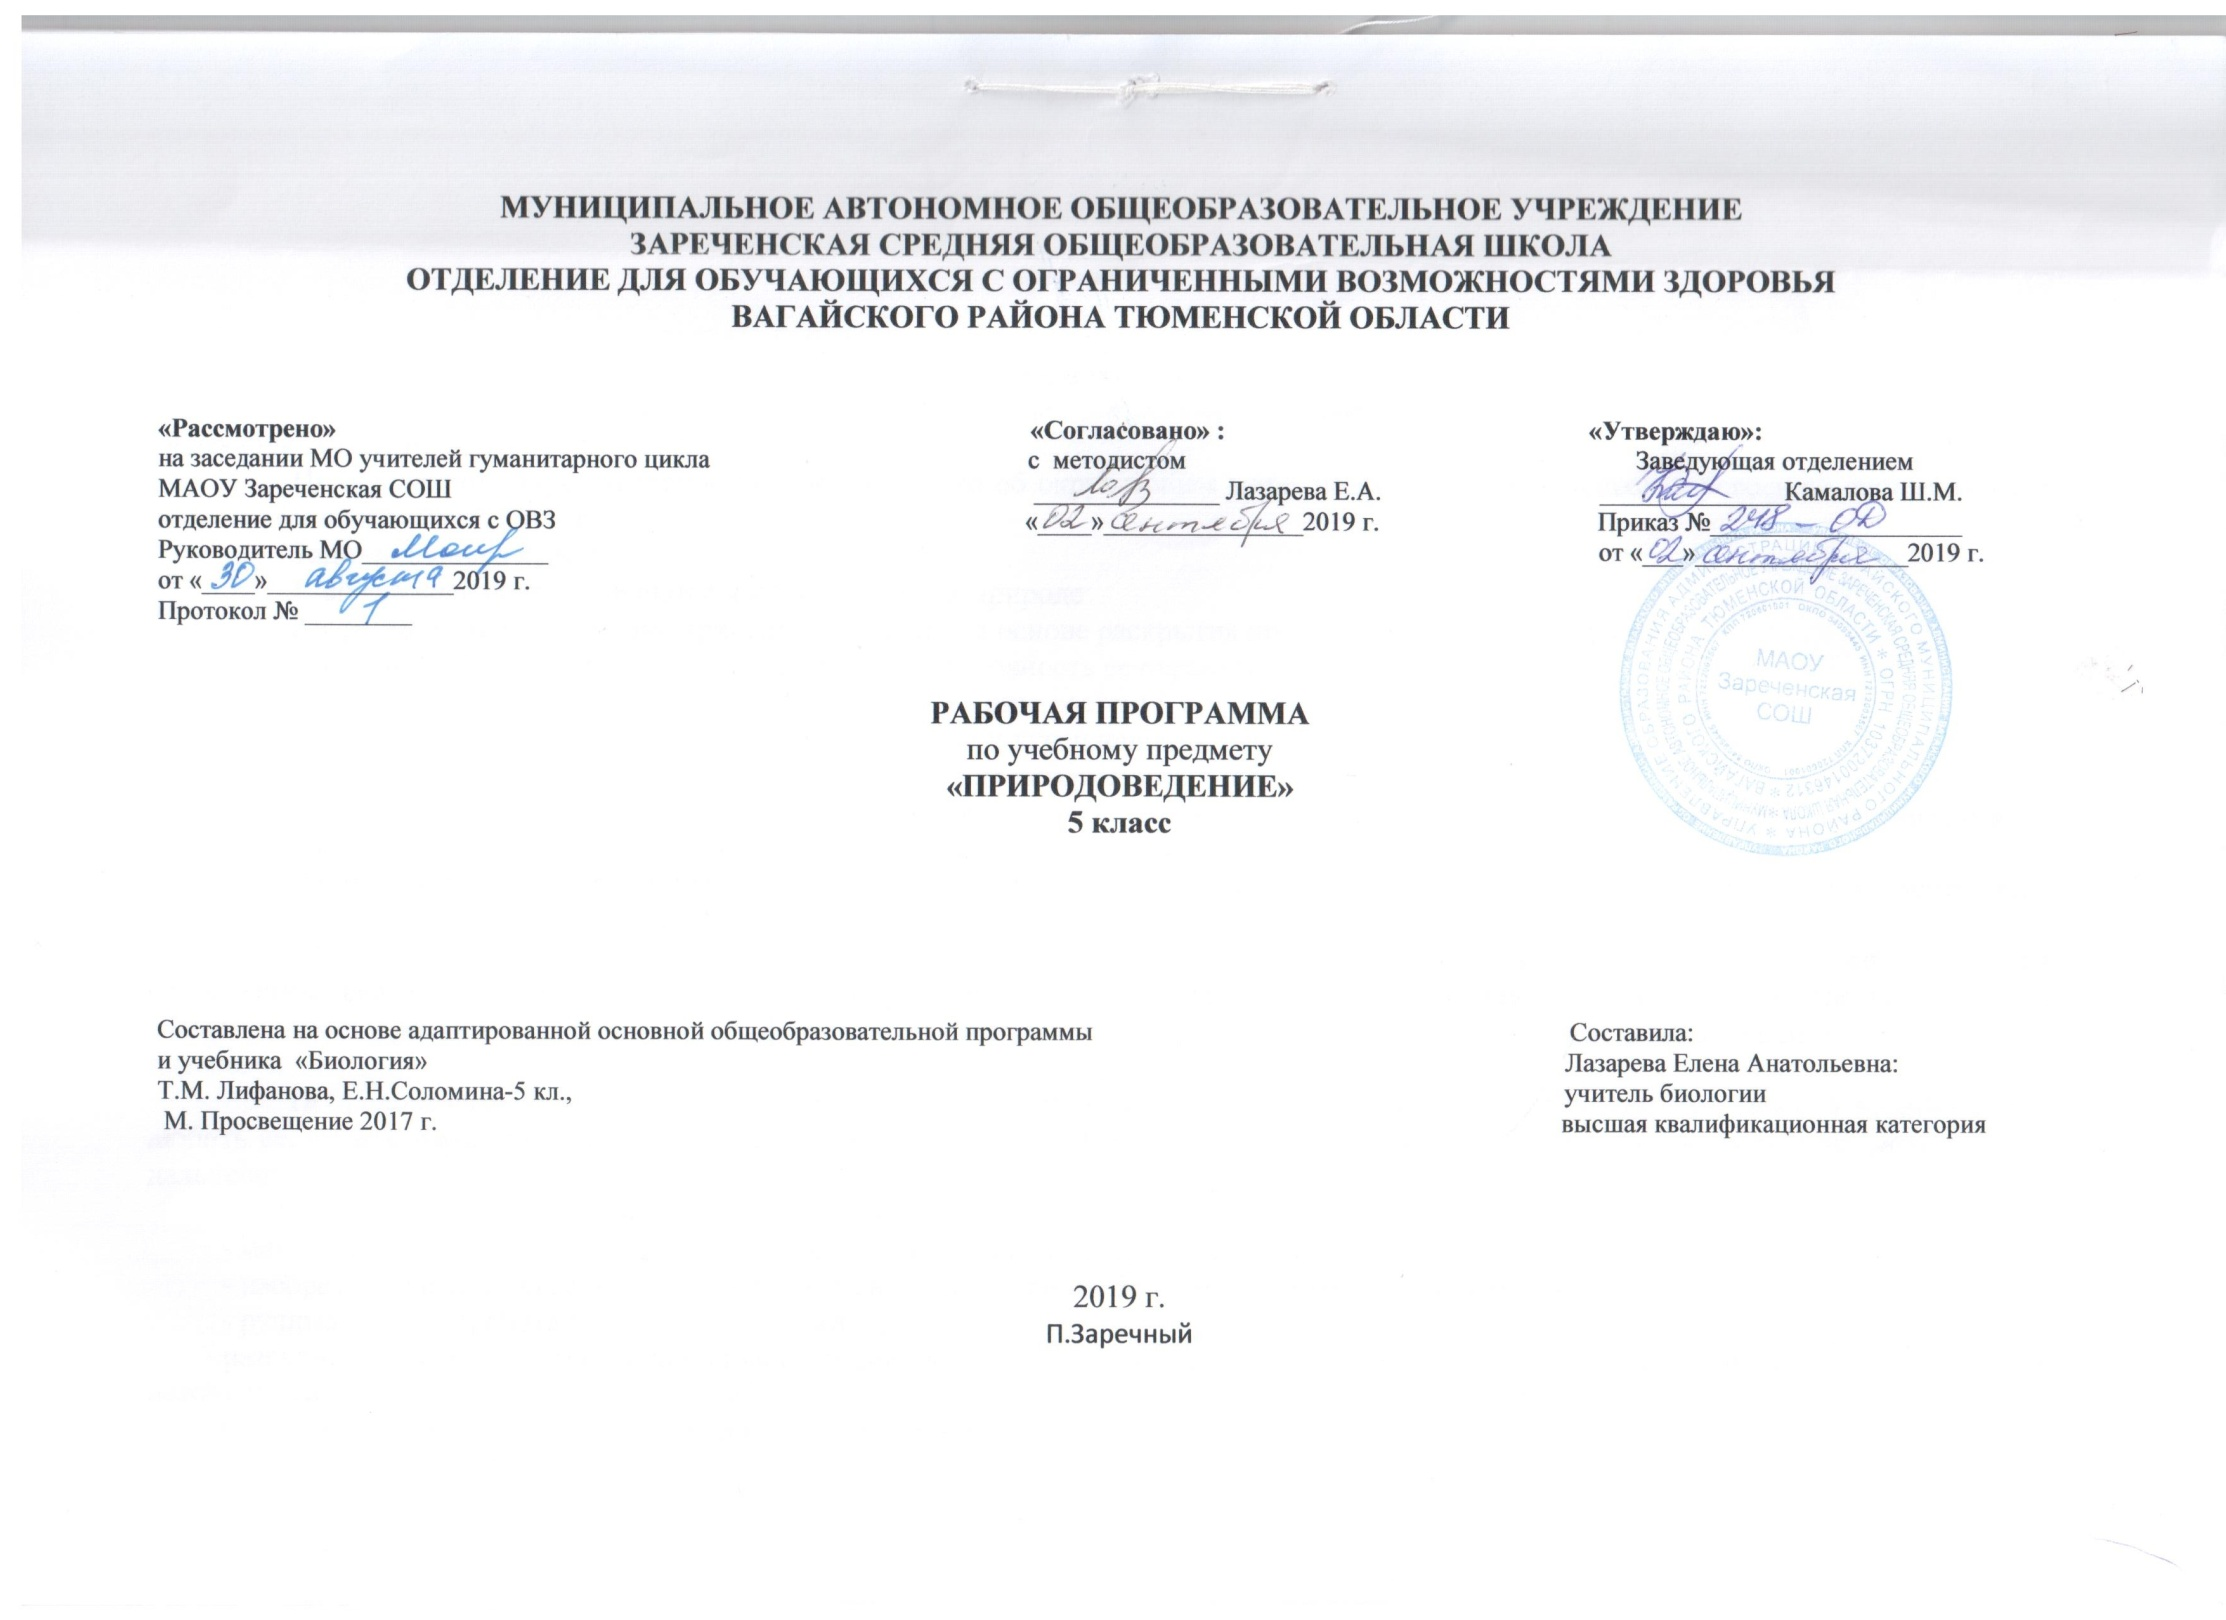 МУНИЦИПАЛЬНОЕ АВТОНОМНОЕ ОБЩЕОБРАЗОВАТЕЛЬНОЕ УЧРЕЖДЕНИЕ
ЗАРЕЧЕНСКАЯ СРЕДНЯЯ ОБЩЕОБРАЗОВАТЕЛЬНАЯ ШКОЛА
ОТДЕЛЕНИЕ ДЛЯ ОБУЧАЮЩИХСЯ С ОГРАНИЧЕННЫМИ ВОЗМОЖНОСТЯМИ ЗДОРОВЬЯ
ВАГАЙСКОГО РАЙОНА ТЮМЕНСКОЙ ОБЛАСТИ
«Рассмотрено»
на заседании МО учителей гуманитарного цикла
МАОУ Зареченская СОШ
отделение для обучающихся с ОВЗ
Руководитель МО
от «30» августа 2019 г.
Протокол № 1
«Согласовано» :
с методистом
Лазарева Е.А.
«02» сентября 2019 г.
«Утверждаю»:
Заведующая отделением
Камалова Ш.М.
Приказ № 248 – ОД
от «02» сентября 2019 г.
МАОУ
Зареченская
СОШ
РАБОЧАЯ ПРОГРАММА
по учебному предмету
«ПРИРОДОВЕДЕНИЕ»
5 класс
Составлена на основе адаптированной основной общеобразовательной программы
и учебника «Биология»
Т.М. Лифанова, Е.Н.Соломина-5 кл.,
М. Просвещение 2017 г.
Составила:
Лазарева Елена Анатольевна:
учитель биологии
высшая квалификационная категория
2019 г.
П.Заречный